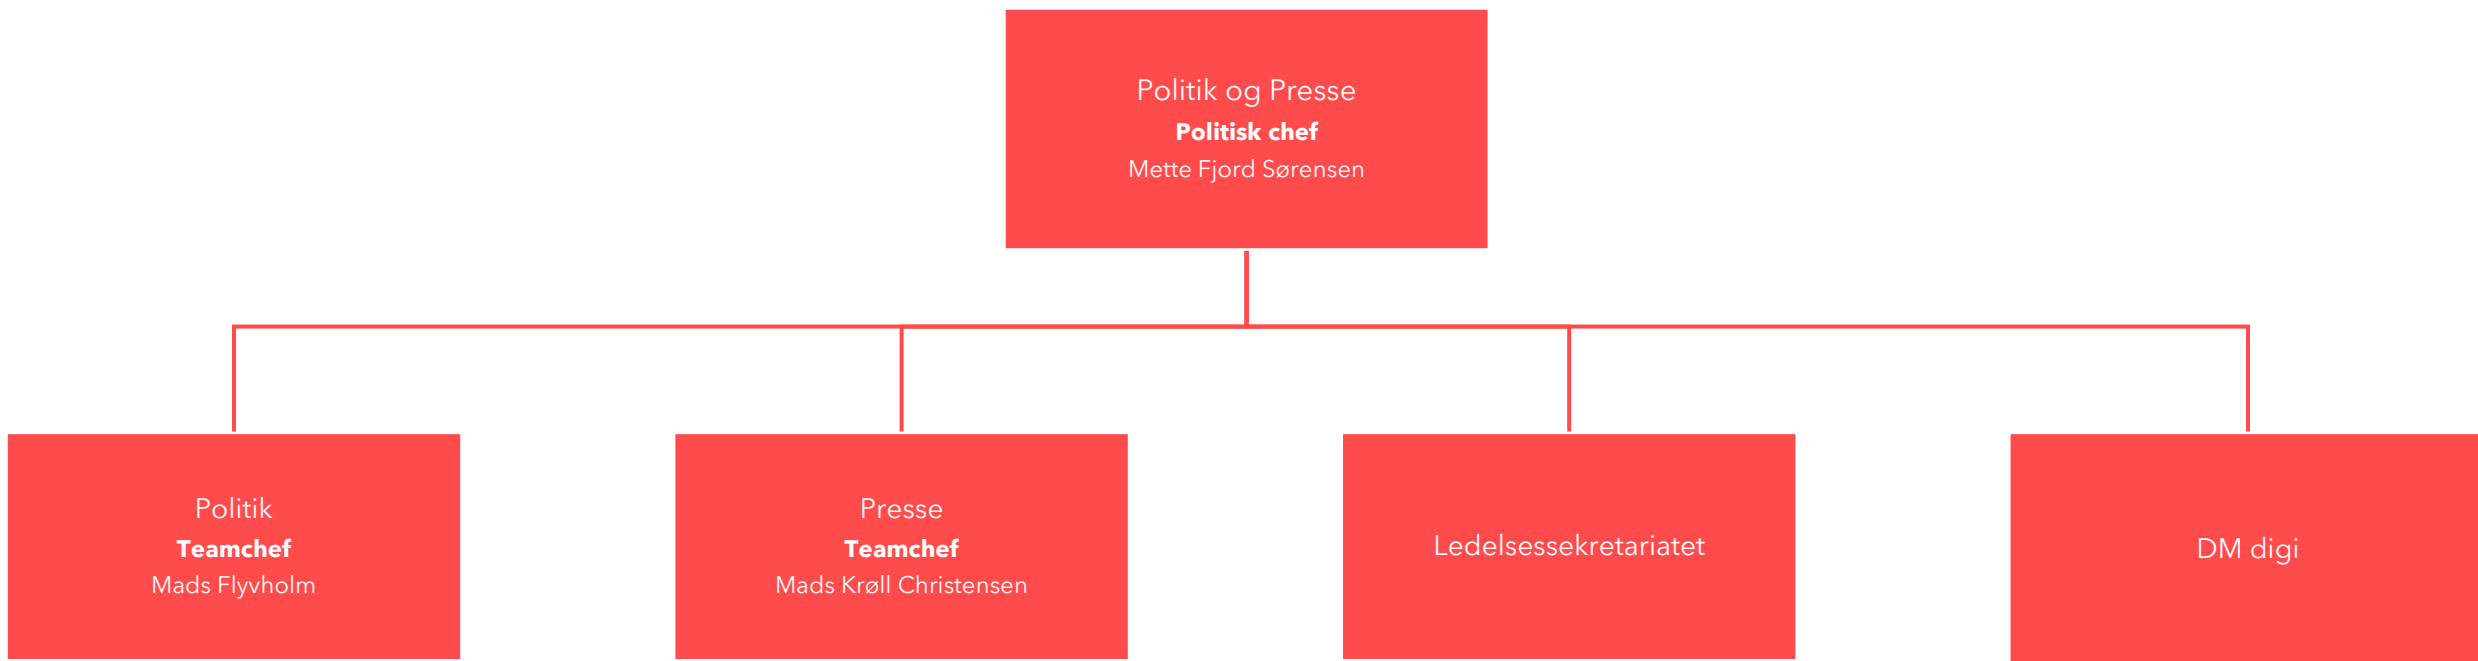 Politik og Presse
Politisk chef
Mette Fjord Sørensen
Politik
Teamchef
Mads Flyvholm
Presse
Teamchef
Mads Krøll Christensen
Ledelsessekretariatet
DM digi